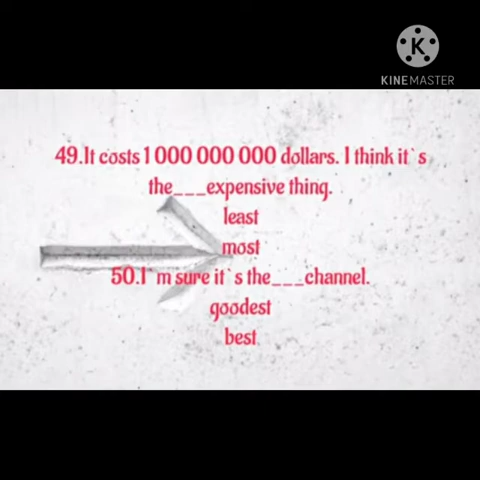 KINEMASTER
49.It costs 1 000 000 000 dollars. I think it`s
the___expensive thing.
least
most
50.I`m sure it`s the___channel.
goodest
best